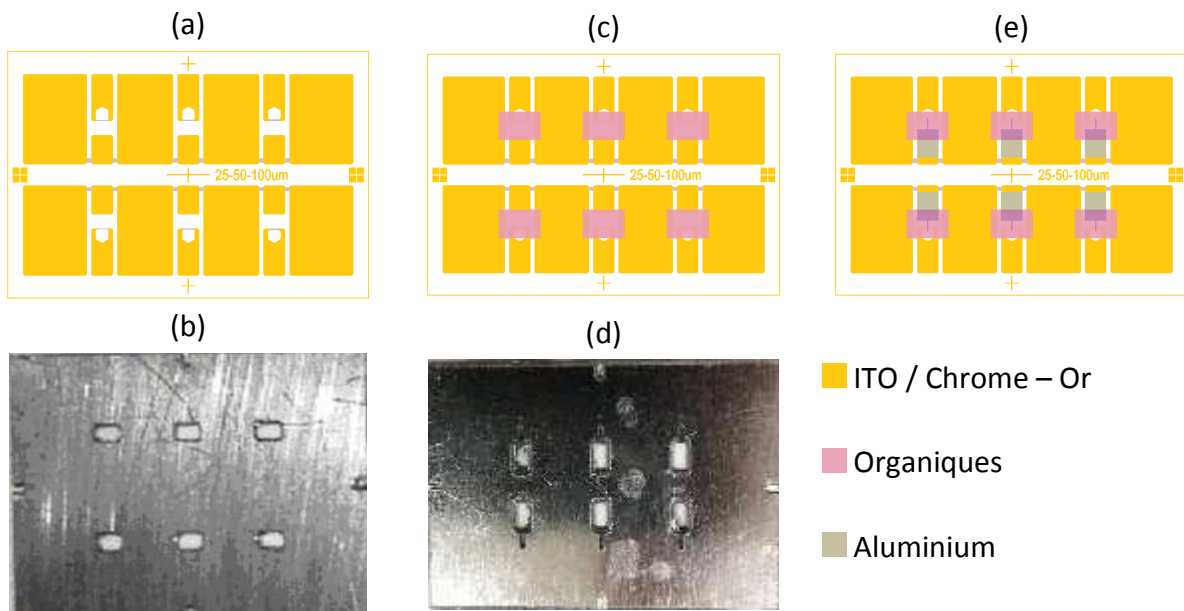 (a)
(c)
(e)
25-50-100um
25-50-100um
25-50-100um
(b)
(d)
ITO / Chrome – Or
Organiques
Aluminium